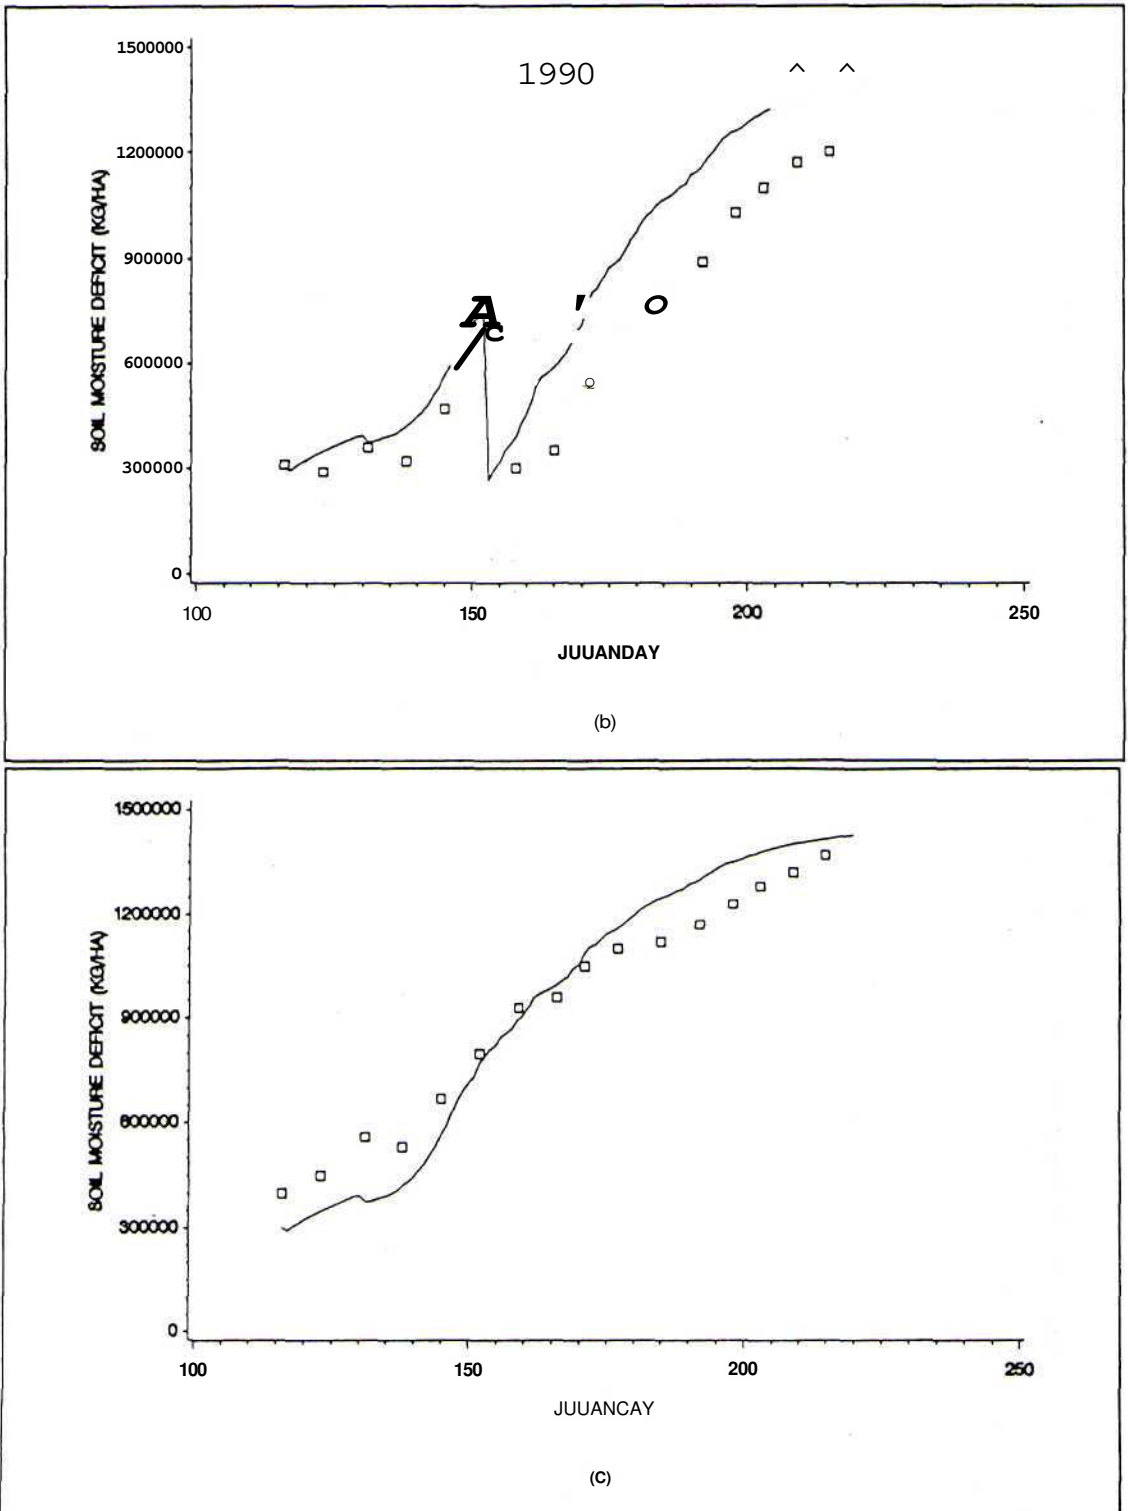 1500000
1990
^ ^
1200000
900000
600000
300000
0
SOIL MOISTURE DEFICIT (KG/HA)
A
c
'
o
100 150 200 250
JUUANDAY
(b)
1500000
1200000
900000
600000
300000
0
SOIL MOISTURE DEFICIT (KG/HA)
100 150 200 250
JUUANCAY
(C)